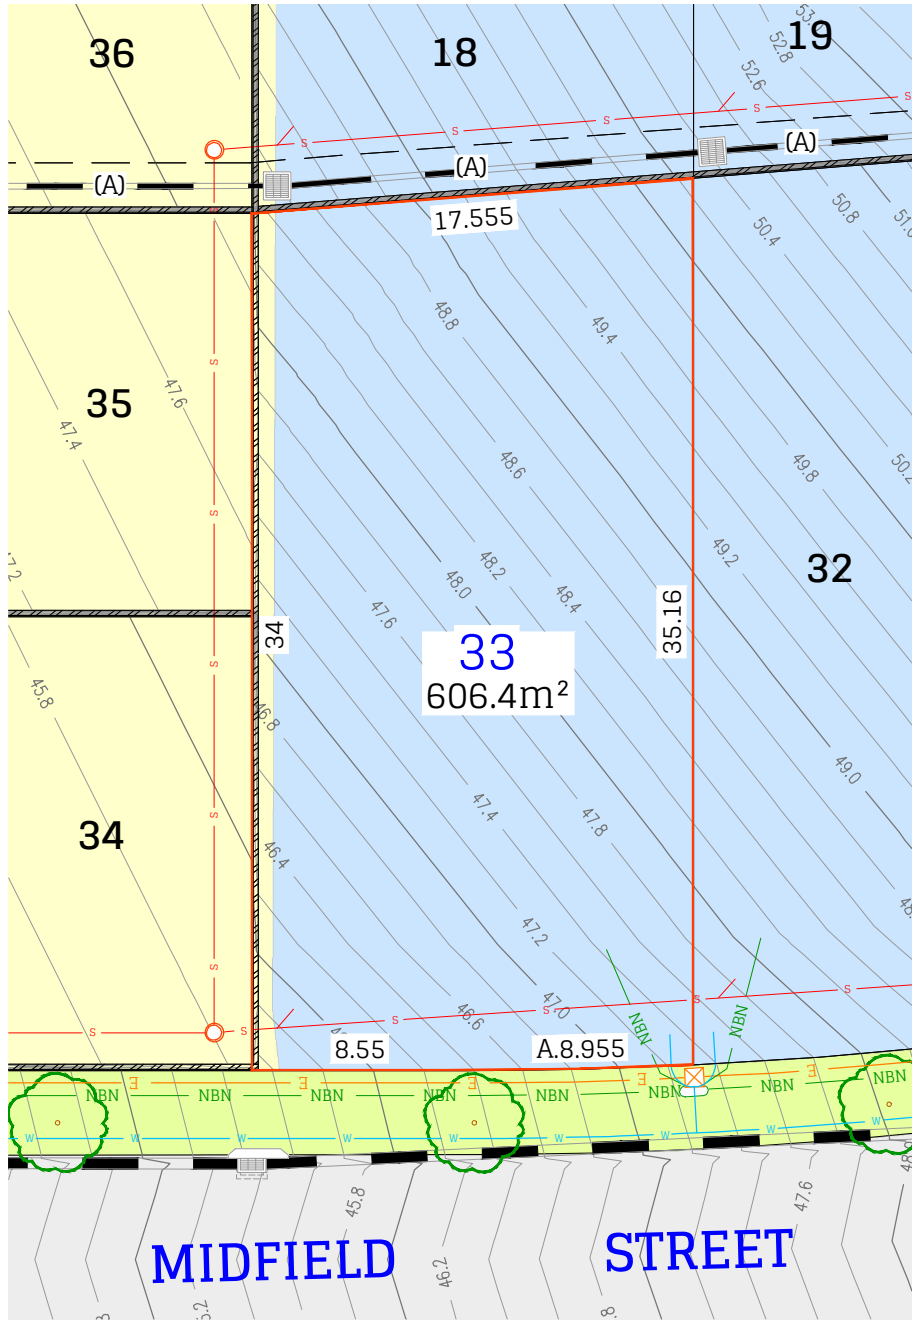 36
18
19
53.
52.8
52.6
S
S
S
S
(A)
(A)
(A)
17.555
50.4
50.8
51.0
48.8
49.4
S
35
47.6
47.4
48.6
49.8
50.2
S
49.2
48.2
48.0
48.4
47.6
32
34
35.16
33
606.4m²
S
45.8
46.8
49.0
47.4
47.8
S
34
46.4
47.2
48.
S
S
S
S
S
S
S
46.6
47.0
NBN
NBN
8.55
A.8.955
E
E
E
E
NBN
NBN
NBN
NBN
NBN
NBN
NBN
NBN
W
W
W
W
W
W
W
45.8
47.6
46.2
MIDFIELD STREET